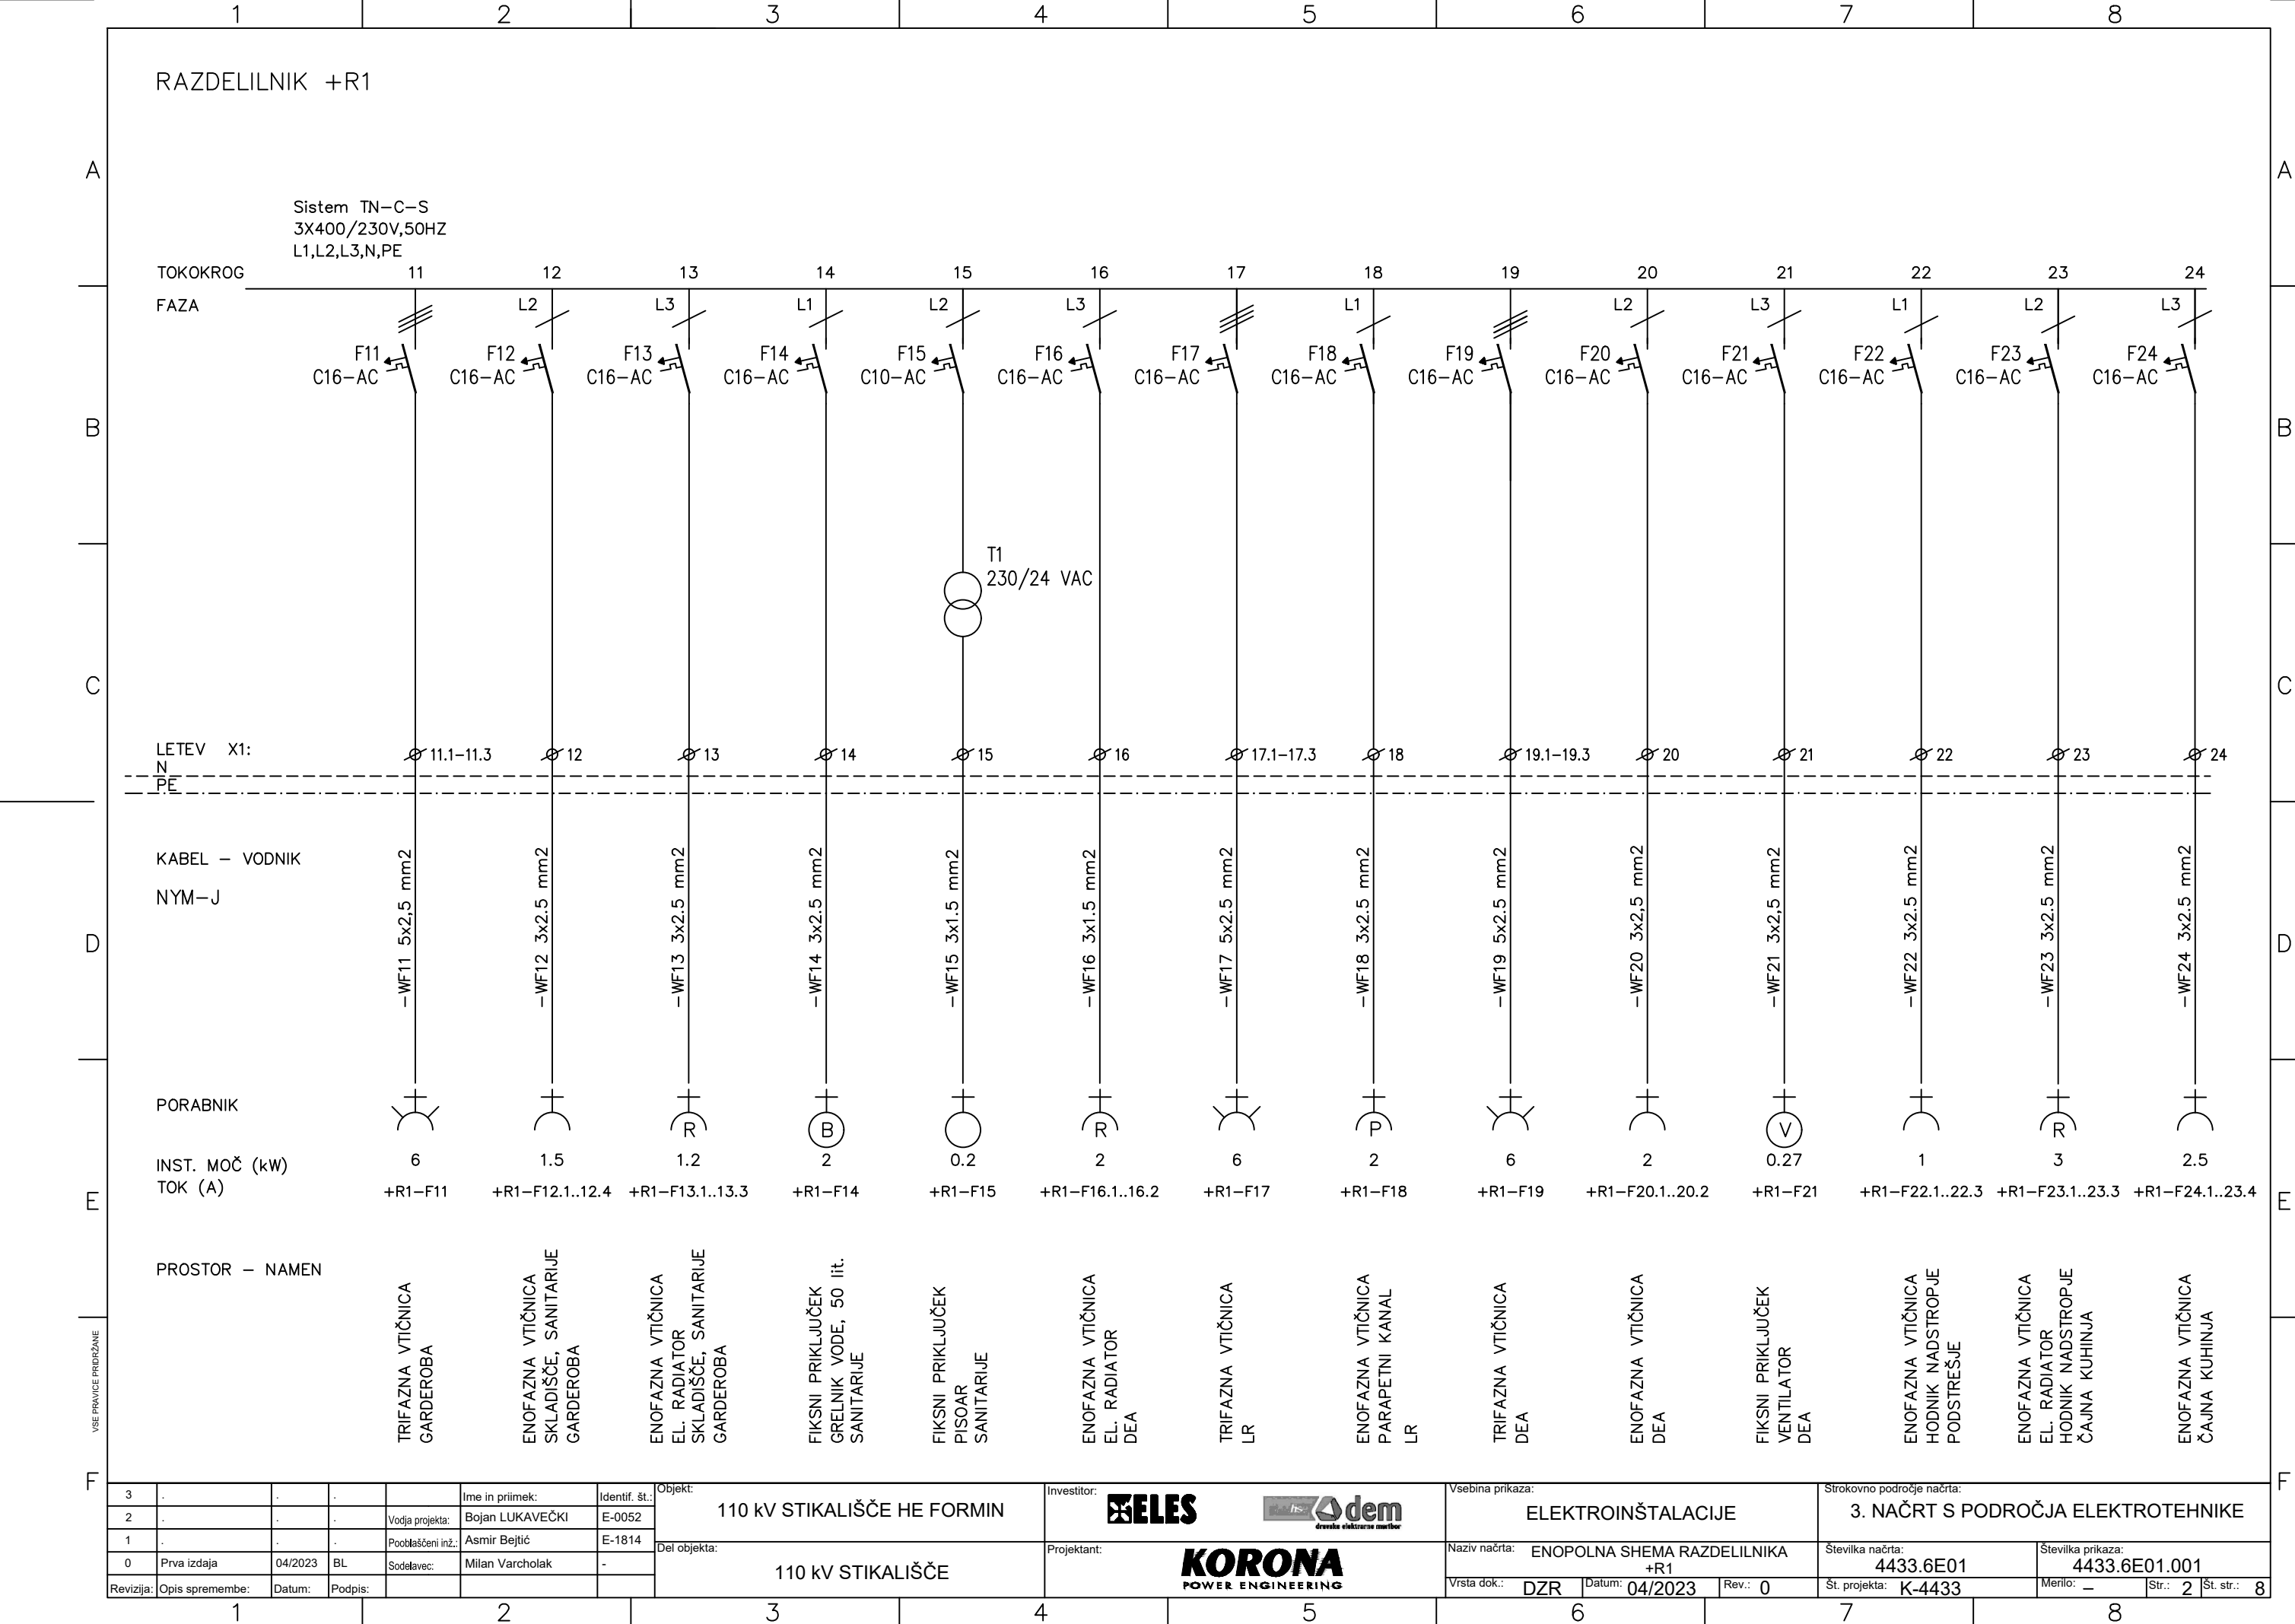 1 2 3 4 5 6 7 8
RAZDELILNIK +R1
A A
Sistem TN-C-S
3X400/230V,50HZ
L1,L2,L3,N,PE
TOKOKROG 11 12 13 14 15 16 17 18 19 20 21 22 23 24
FAZA L2 L3 L1 L2 L3 L1 L2 L3 L1 L2 L3
F11 F12 F13 F14 F15 F16 F17 F18 F19 F20 F21 F22 F23 F24
C16-AC C16-AC C16-AC C16-AC C10-AC C16-AC C16-AC C16-AC C16-AC C16-AC C16-AC C16-AC C16-AC C16-AC
B B
T1
230/24 VAC
C C
LETEV X1: 11.1-11.3 12 13 14 15 16 17.1-17.3 18 19.1-19.3 20 21 22 23 24
N
PE
KABEL - VODNIK
NYM-J
-WF11 5x2,5 mm2
-WF12 3x2.5 mm2
-WF13 3x2.5 mm2
-WF14 3x2.5 mm2
-WF15 3x1.5 mm2
-WF16 3x1.5 mm2
-WF17 5x2.5 mm2
-WF18 3x2.5 mm2
-WF19 5x2.5 mm2
-WF20 3x2,5 mm2
-WF21 3x2,5 mm2
-WF22 3x2.5 mm2
-WF23 3x2.5 mm2
-WF24 3x2.5 mm2
D D
PORABNIK
R B R P V R
INST. MOČ (kW) 6 1.5 1.2 2 0.2 2 6 2 6 2 0.27 1 3 2.5
TOK (A)
+R1-F11 +R1-F12.1..12.4 +R1-F13.1..13.3 +R1-F14 +R1-F15 +R1-F16.1..16.2 +R1-F17 +R1-F18 +R1-F19 +R1-F20.1..20.2 +R1-F21 +R1-F22.1..22.3 +R1-F23.1..23.3 +R1-F24.1..23.4
E E
PROSTOR - NAMEN
TRIFAZNA VTIČNICA
GARDEROBA
ENOFAZNA VTIČNICA
SKLADIŠČE, SANITARIJE
GARDEROBA
ENOFAZNA VTIČNICA
EL. RADIATOR
SKLADIŠČE, SANITARIJE
GARDEROBA
FIKSNI PRIKLJUČEK
GRELNIK VODE, 50 lit.
SANITARIJE
FIKSNI PRIKLJUČEK
PISOAR
SANITARIJE
ENOFAZNA VTIČNICA
EL. RADIATOR
DEA
TRIFAZNA VTIČNICA
LR
ENOFAZNA VTIČNICA
PARAPETNI KANAL
LR
TRIFAZNA VTIČNICA
DEA
ENOFAZNA VTIČNICA
DEA
FIKSNI PRIKLJUČEK
VENTILATOR
DEA
ENOFAZNA VTIČNICA
HODNIK NADSTROPJE
PODSTREŠJE
ENOFAZNA VTIČNICA
EL. RADIATOR
HODNIK NADSTROPJE
ČAJNA KUHINJA
ENOFAZNA VTIČNICA
ČAJNA KUHINJA
VSE PRAVICE PRIDRŽANE
F F
3 . . .
2 . . .
1 . . .
0 Prva izdaja 04/2023 BL
Revizija: Opis spremembe: Datum: Podpis:
Ime in priimek: Identif. št.:
Vodja projekta: Bojan LUKAVEČKI E-0052
Pooblaščeni inž.: Asmir Bejtić E-1814
Sodelavec: Milan Varcholak -
Objekt:
110 kV STIKALIŠČE HE FORMIN
Del objekta:
110 kV STIKALIŠČE
Investitor:
ELES
hse dem
dravske elektrarne maribor
Projektant:
KORONA
POWER ENGINEERING
Vsebina prikaza:
ELEKTROINŠTALACIJE
Naziv načrta: ENOPOLNA SHEMA RAZDELILNIKA
+R1
Vrsta dok.: DZR Datum: 04/2023 Rev.: 0
Strokovno področje načrta:
3. NAČRT S PODROČJA ELEKTROTEHNIKE
Številka načrta:
4433.6E01
Številka prikaza:
4433.6E01.001
Št. projekta: K-4433 Merilo: – Str.: 2 Št. str.: 8
1 2 3 4 5 6 7 8